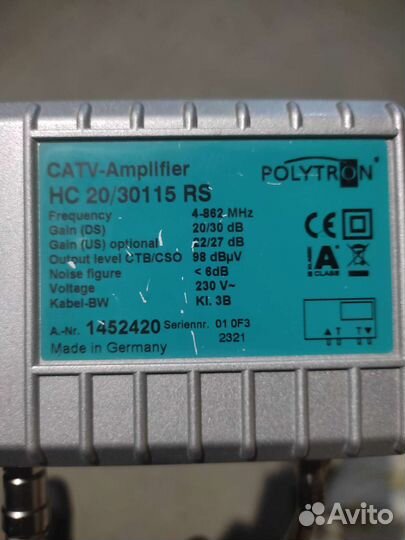 CATV-Amplifier
HC 20/30115 RS
POLYTRON®
Frequency 4-862 MHz
Gain (DS) 20/30 dB
Gain (US) optional 22/27 dB
Output level CTB/CSO 98 dBµV
Noise figure < 6dB
Voltage 230 V~
Kabel-BW Kl. 3B
CE
A
CLASS
▲T T▼
A.-Nr. 1452420 Seriennr. 01 0F3
2321
Made in Germany
Avito